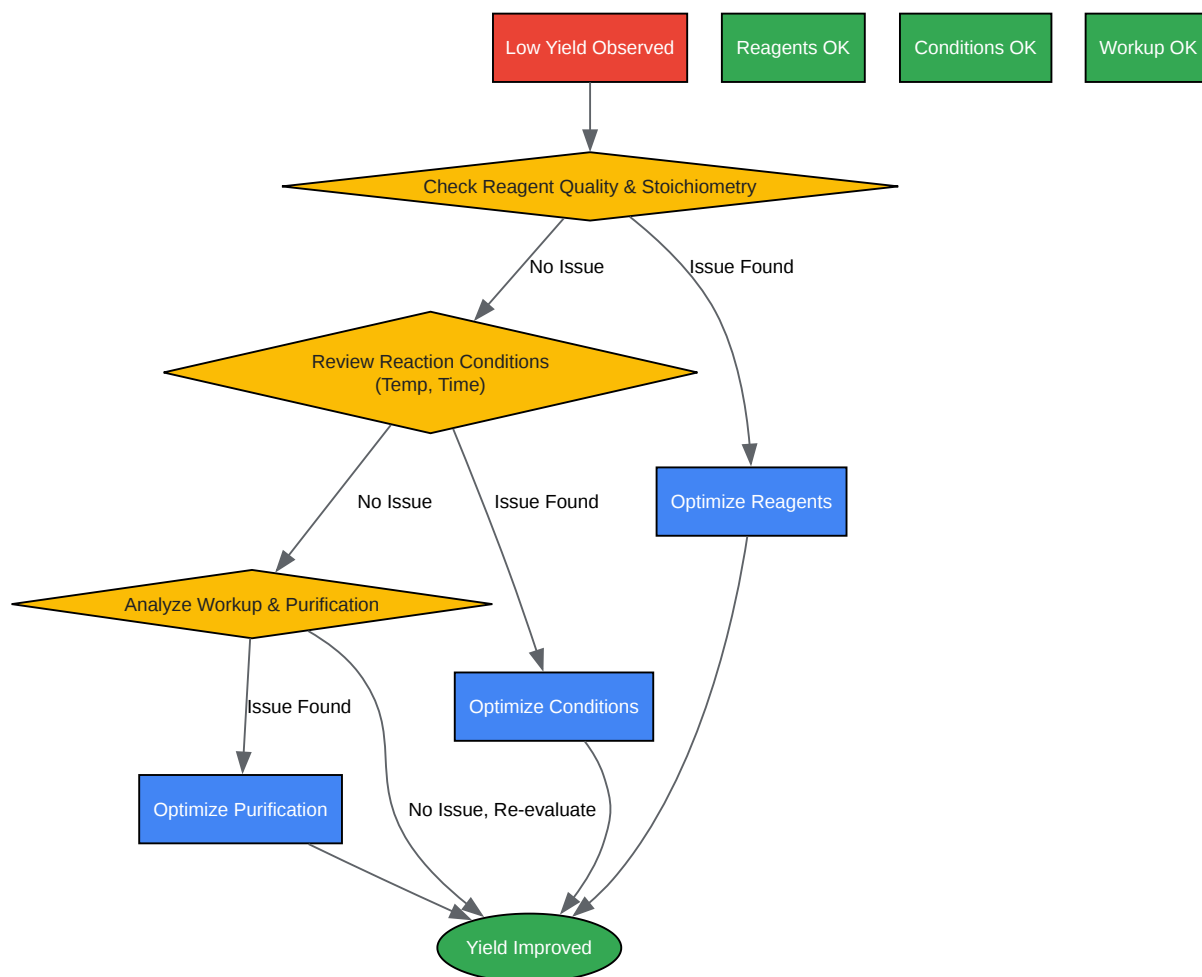 Low Yield Observed
Reagents OK
Conditions OK
Workup OK
Check Reagent Quality & Stoichiometry
No Issue
Issue Found
Review Reaction Conditions
(Temp, Time)
No Issue
Issue Found
Optimize Reagents
Analyze Workup & Purification
Issue Found
Optimize Conditions
Optimize Purification
No Issue, Re-evaluate
Yield Improved